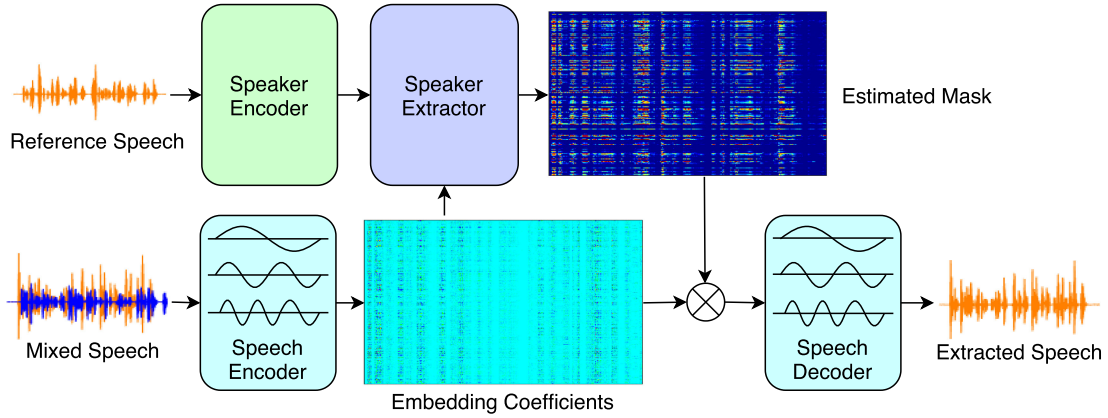 Speaker
Encoder
Speaker
Extractor
Estimated Mask
Reference Speech
Mixed Speech
Speech
Encoder
Embedding Coefficients
Speech
Decoder
Extracted Speech